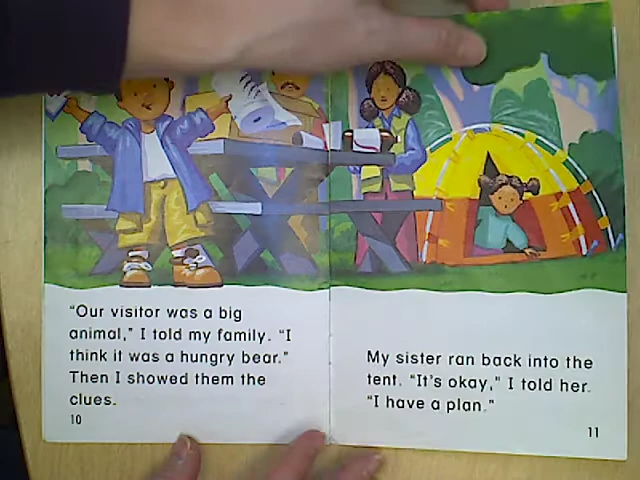 "Our visitor was a big
animal," I told my family. "I
think it was a hungry bear."
Then I showed them the
clues.
10
My sister ran back into the
tent. "It's okay," I told her.
"I have a plan."
11